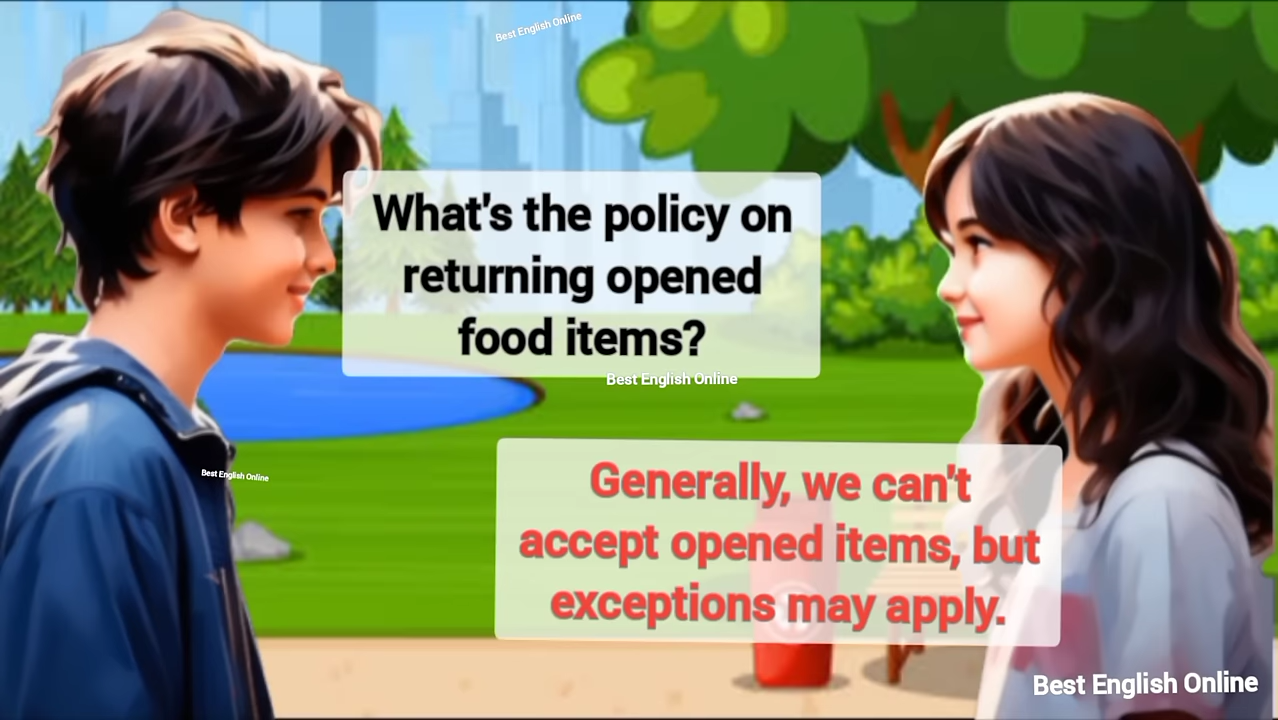 Best English Online
What's the policy on
returning opened
food items?
Best English Online
Best English Online
Generally, we can't
accept opened items, but
exceptions may apply.
Best English Online